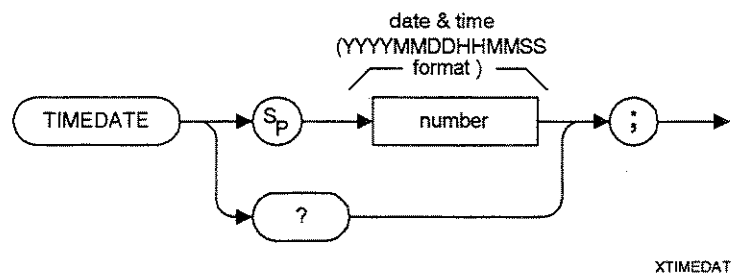 date & time
(YYYYMMDDHHMMSS
format )
TIMEDATE
SP
number
;
?
XTIMEDAT